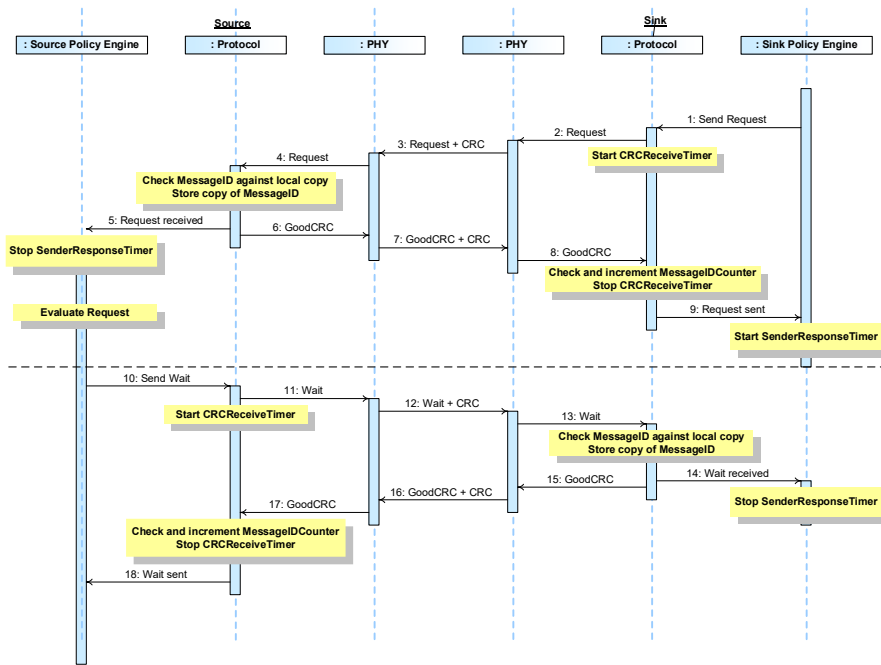 Source
Sink
: Source Policy Engine
: Protocol
: PHY
: PHY
: Protocol
: Sink Policy Engine
1: Send Request
2: Request
Start CRCReceiveTimer
3: Request + CRC
4: Request
Check MessageID against local copy
Store copy of MessageID
5: Request received
6: GoodCRC
Stop SenderResponseTimer
7: GoodCRC + CRC
8: GoodCRC
Check and increment MessageIDCounter
Stop CRCReceiveTimer
Evaluate Request
9: Request sent
Start SenderResponseTimer
10: Send Wait
11: Wait
Start CRCReceiveTimer
12: Wait + CRC
13: Wait
Check MessageID against local copy
Store copy of MessageID
14: Wait received
15: GoodCRC
Stop SenderResponseTimer
16: GoodCRC + CRC
17: GoodCRC
Check and increment MessageIDCounter
Stop CRCReceiveTimer
18: Wait sent